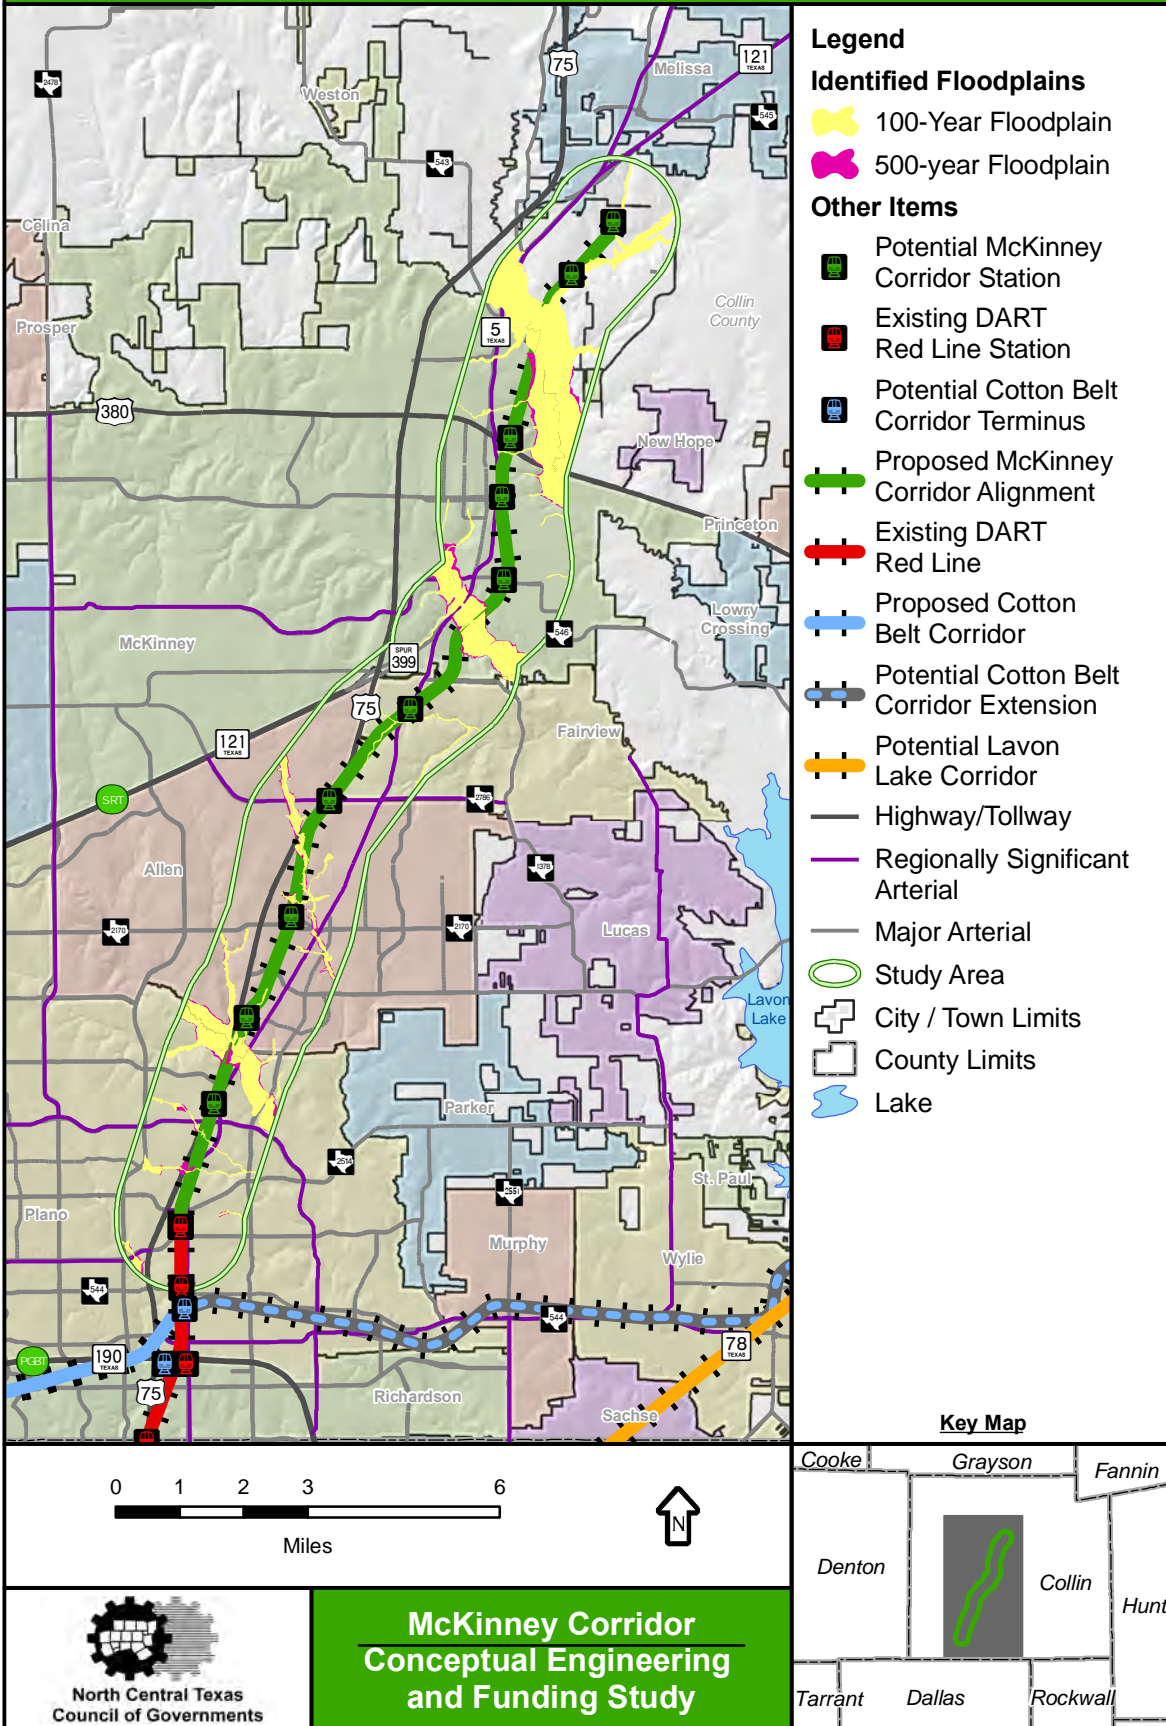 75
Melissa
121
TEXAS
2478
Weston
545
543
Celina
Collin
County
Prosper
5
TEXAS
380
New Hope
Princeton
Lowry
Crossing
546
McKinney
SPUR
399
75
Fairview
121
TEXAS
SRT
2786
Allen
1378
2170
2170
Lucas
Lavon
Lake
Parker
2514
St. Paul
2551
Plano
Murphy
Wylie
544
544
78
TEXAS
PGBT
190
TEXAS
75
Richardson
Sachse
Legend
Identified Floodplains
100-Year Floodplain
500-year Floodplain
Other Items
Potential McKinney
Corridor Station
Existing DART
Red Line Station
Potential Cotton Belt
Corridor Terminus
Proposed McKinney
Corridor Alignment
Existing DART
Red Line
Proposed Cotton
Belt Corridor
Potential Cotton Belt
Corridor Extension
Potential Lavon
Lake Corridor
Highway/Tollway
Regionally Significant
Arterial
Major Arterial
Study Area
City / Town Limits
County Limits
Lake
Key Map
Cooke
Grayson
Fannin
Denton
Collin
Hunt
Tarrant
Dallas
Rockwall
0 1 2 3 6
Miles
N
North Central Texas
Council of Governments
McKinney Corridor
Conceptual Engineering
and Funding Study